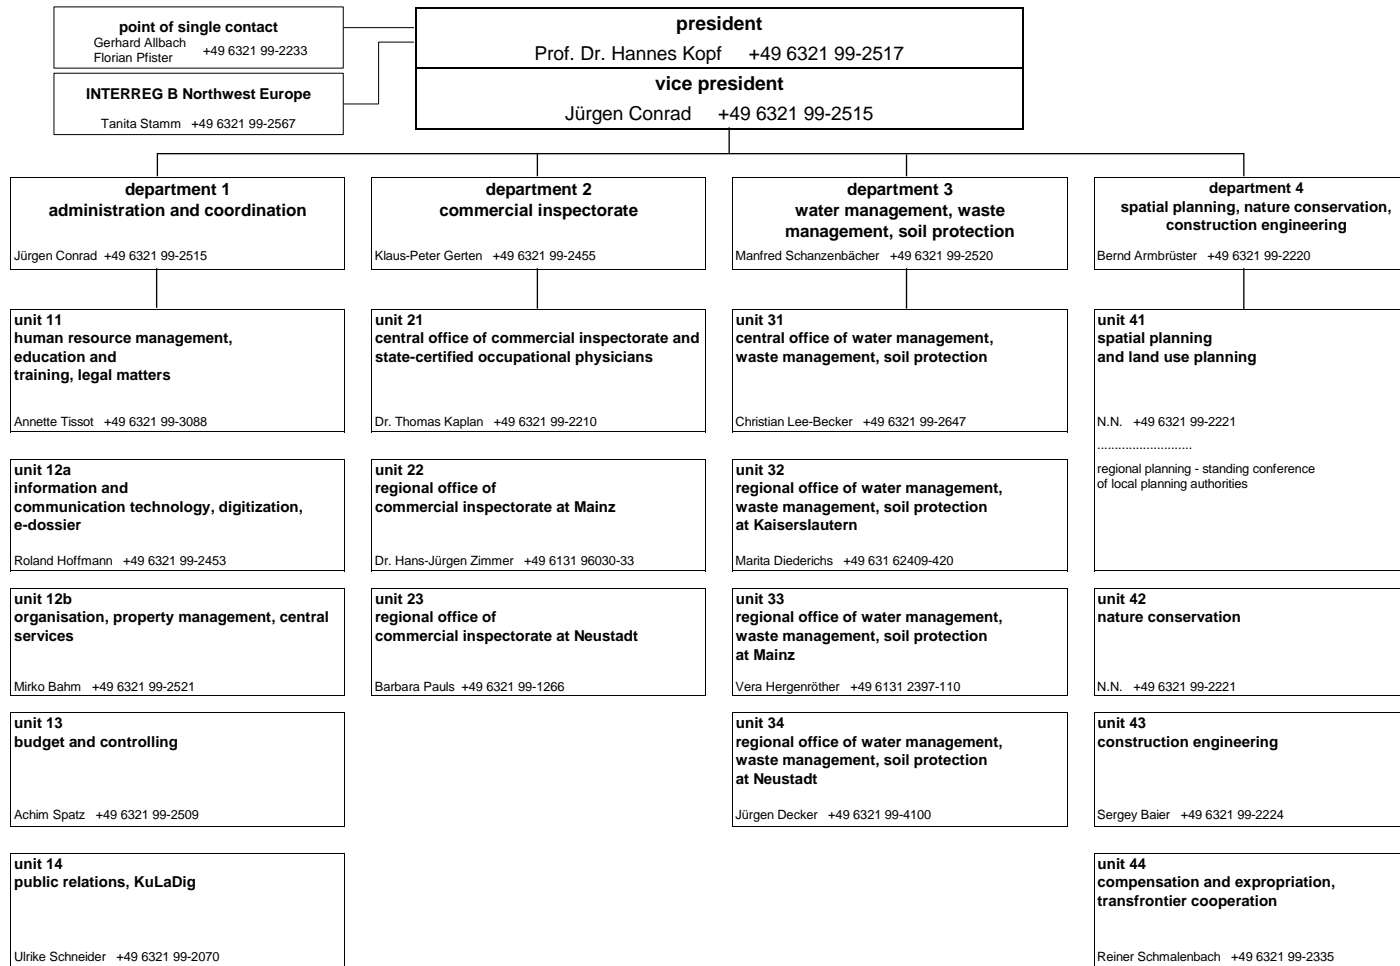 point of single contact
Gerhard Allbach
Florian Pfister
+49 6321 99-2233
INTERREG B Northwest Europe
Tanita Stamm +49 6321 99-2567
president
Prof. Dr. Hannes Kopf +49 6321 99-2517
vice president
Jürgen Conrad +49 6321 99-2515
department 1
administration and coordination
Jürgen Conrad +49 6321 99-2515
unit 11
human resource management,
education and
training, legal matters
Annette Tissot +49 6321 99-3088
unit 12a
information and
communication technology, digitization,
e-dossier
Roland Hoffmann +49 6321 99-2453
unit 12b
organisation, property management, central
services
Mirko Bahm +49 6321 99-2521
unit 13
budget and controlling
Achim Spatz +49 6321 99-2509
unit 14
public relations, KuLaDig
Ulrike Schneider +49 6321 99-2070
department 2
commercial inspectorate
Klaus-Peter Gerten +49 6321 99-2455
unit 21
central office of commercial inspectorate and
state-certified occupational physicians
Dr. Thomas Kaplan +49 6321 99-2210
unit 22
regional office of
commercial inspectorate at Mainz
Dr. Hans-Jürgen Zimmer +49 6131 96030-33
unit 23
regional office of
commercial inspectorate at Neustadt
Barbara Pauls +49 6321 99-1266
department 3
water management, waste
management, soil protection
Manfred Schanzenbächer +49 6321 99-2520
unit 31
central office of water management,
waste management, soil protection
Christian Lee-Becker +49 6321 99-2647
unit 32
regional office of water management,
waste management, soil protection
at Kaiserslautern
Marita Diederichs +49 631 62409-420
unit 33
regional office of water management,
waste management, soil protection
at Mainz
Vera Hergenröther +49 6131 2397-110
unit 34
regional office of water management,
waste management, soil protection
at Neustadt
Jürgen Decker +49 6321 99-4100
department 4
spatial planning, nature conservation,
construction engineering
Bernd Armbrüster +49 6321 99-2220
unit 41
spatial planning
and land use planning
N.N. +49 6321 99-2221
...........................
regional planning - standing conference
of local planning authorities
unit 42
nature conservation
N.N. +49 6321 99-2221
unit 43
construction engineering
Sergey Baier +49 6321 99-2224
unit 44
compensation and expropriation,
transfrontier cooperation
Reiner Schmalenbach +49 6321 99-2335